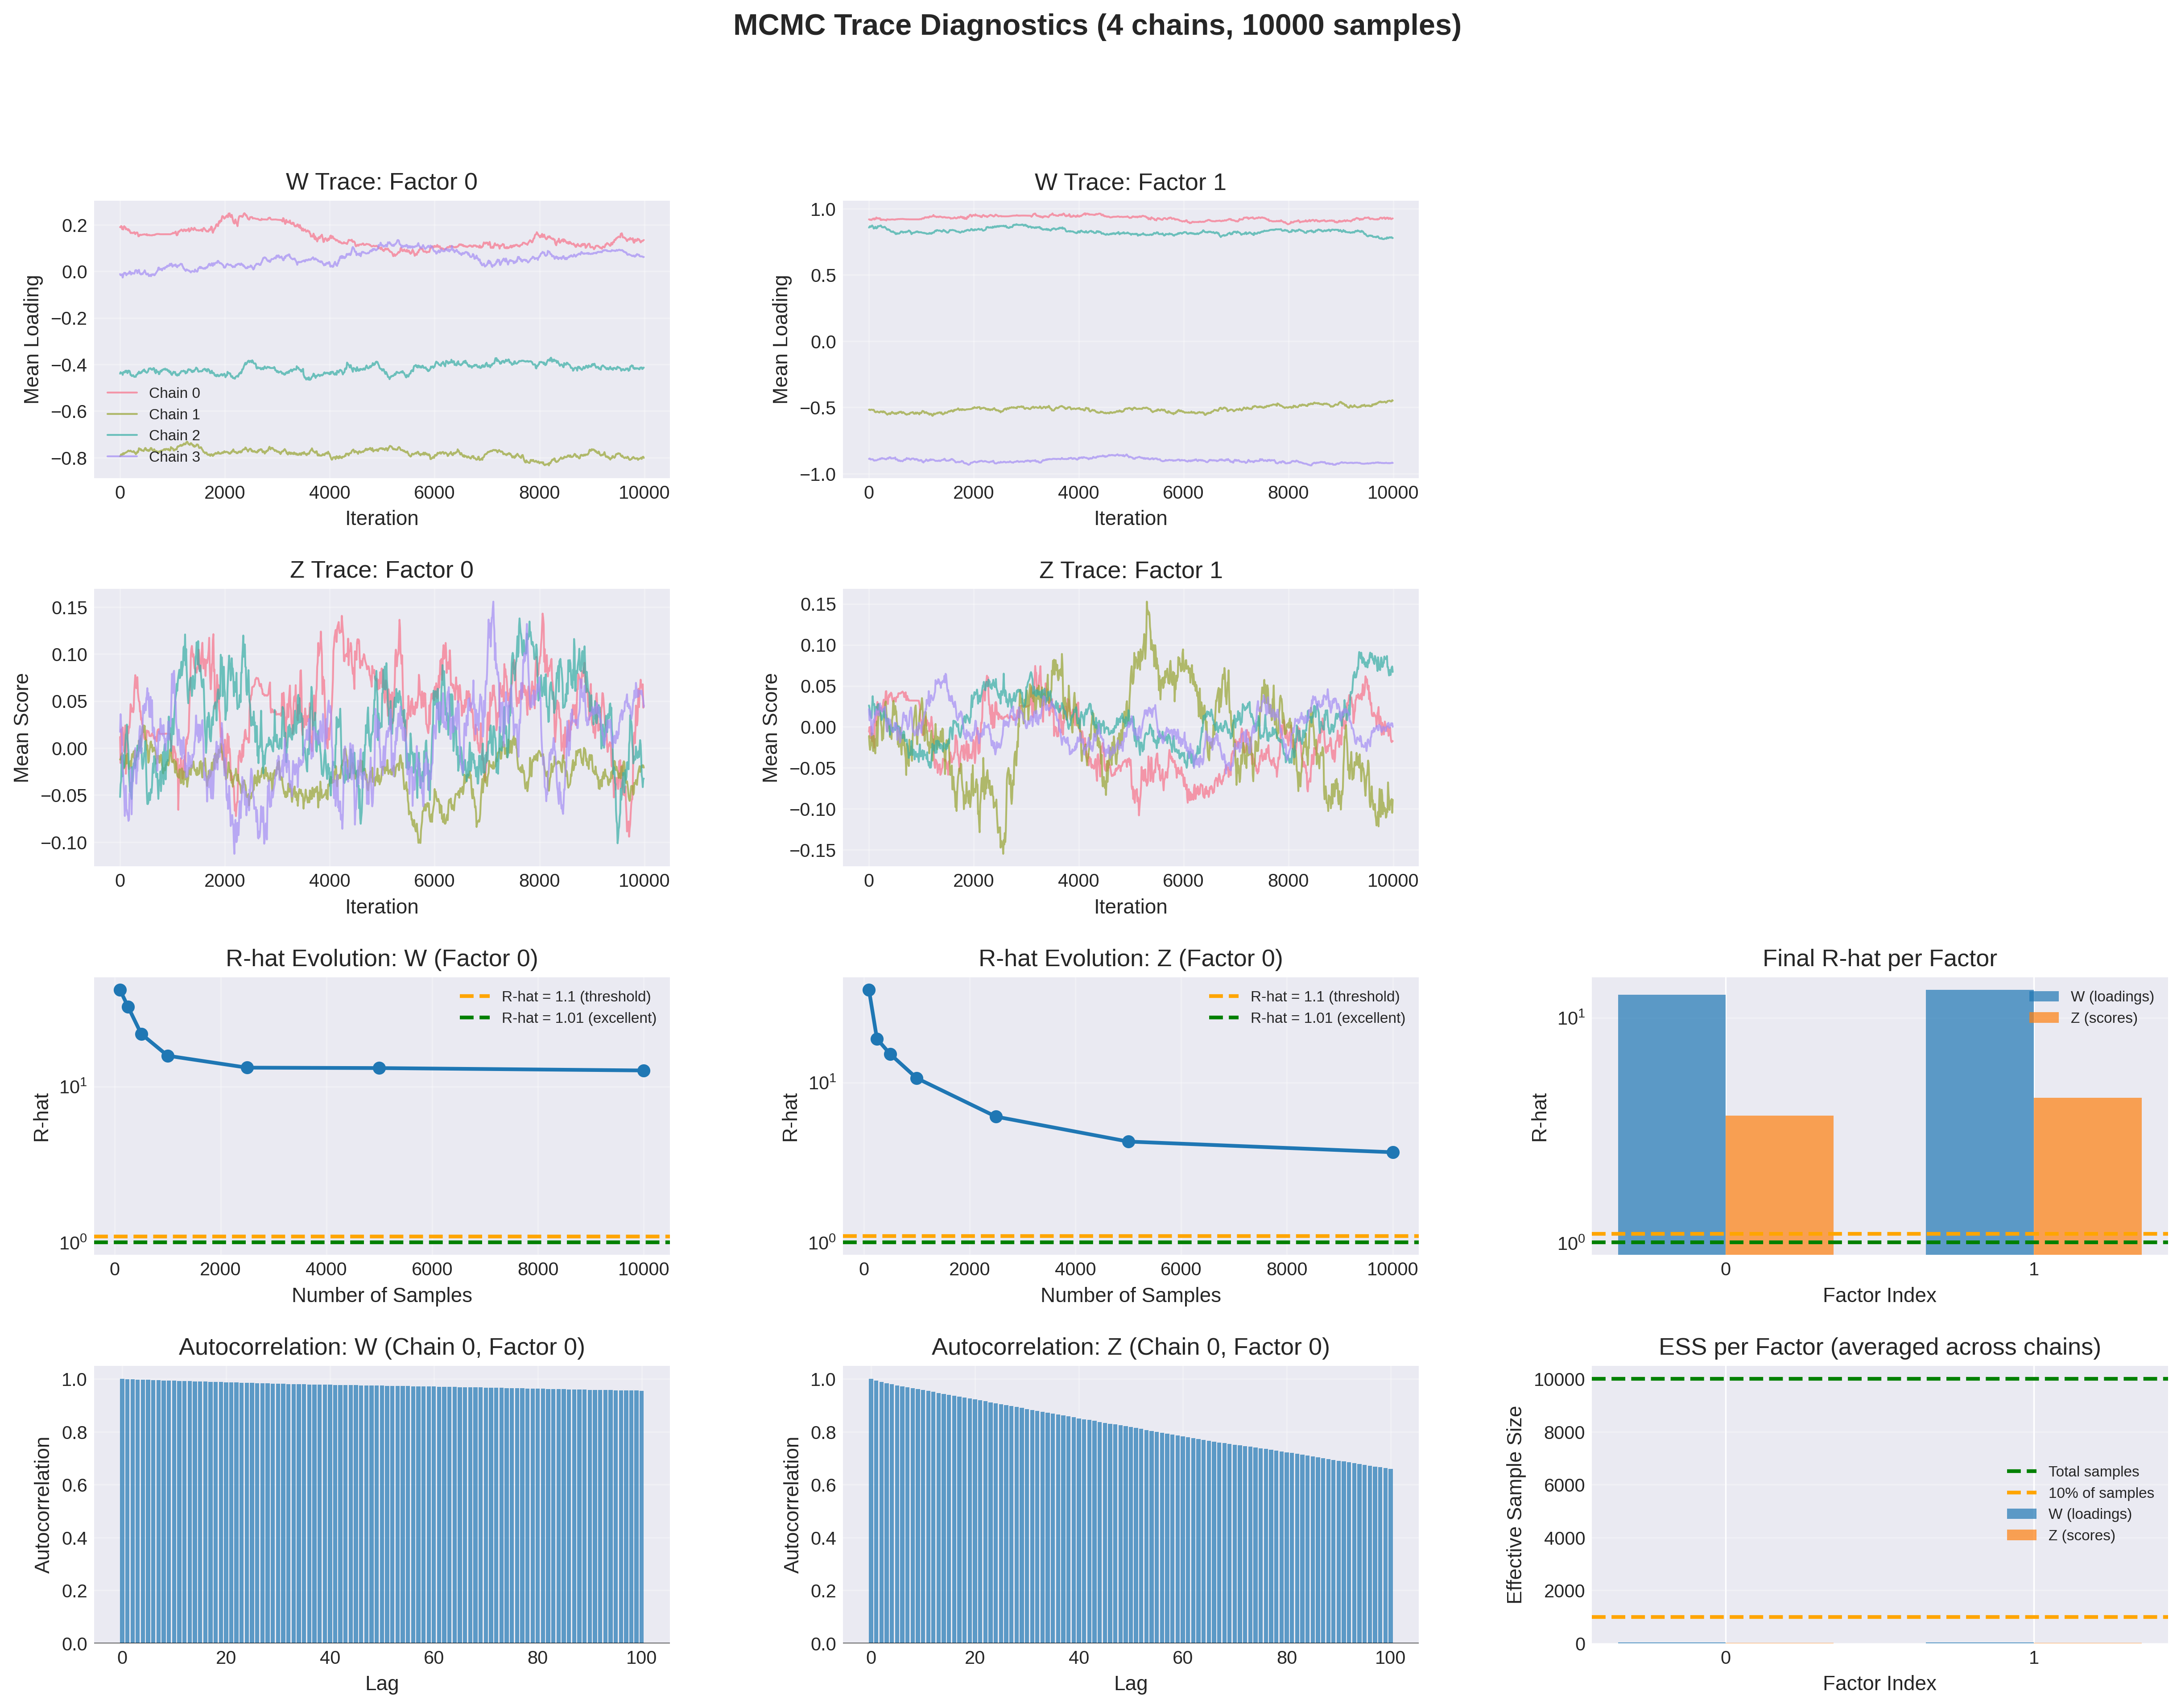 MCMC Trace Diagnostics (4 chains, 10000 samples)
W Trace: Factor 0
Mean Loading
0.2
0.0
−0.2
−0.4
−0.6
−0.8
Chain 0
Chain 1
Chain 2
Chain 3
0 2000 4000 6000 8000 10000
Iteration
W Trace: Factor 1
Mean Loading
1.0
0.5
0.0
−0.5
−1.0
0 2000 4000 6000 8000 10000
Iteration
Z Trace: Factor 0
Mean Score
0.15
0.10
0.05
0.00
−0.05
−0.10
0 2000 4000 6000 8000 10000
Iteration
Z Trace: Factor 1
Mean Score
0.15
0.10
0.05
0.00
−0.05
−0.10
−0.15
0 2000 4000 6000 8000 10000
Iteration
R-hat Evolution: W (Factor 0)
R-hat
10¹
10⁰
R-hat = 1.1 (threshold)
R-hat = 1.01 (excellent)
0 2000 4000 6000 8000 10000
Number of Samples
R-hat Evolution: Z (Factor 0)
R-hat
10¹
10⁰
R-hat = 1.1 (threshold)
R-hat = 1.01 (excellent)
0 2000 4000 6000 8000 10000
Number of Samples
Final R-hat per Factor
R-hat
10¹
10⁰
W (loadings)
Z (scores)
0 1
Factor Index
Autocorrelation: W (Chain 0, Factor 0)
Autocorrelation
1.0
0.8
0.6
0.4
0.2
0.0
0 20 40 60 80 100
Lag
Autocorrelation: Z (Chain 0, Factor 0)
Autocorrelation
1.0
0.8
0.6
0.4
0.2
0.0
0 20 40 60 80 100
Lag
ESS per Factor (averaged across chains)
Effective Sample Size
10000
8000
6000
4000
2000
0
Total samples
10% of samples
W (loadings)
Z (scores)
0 1
Factor Index